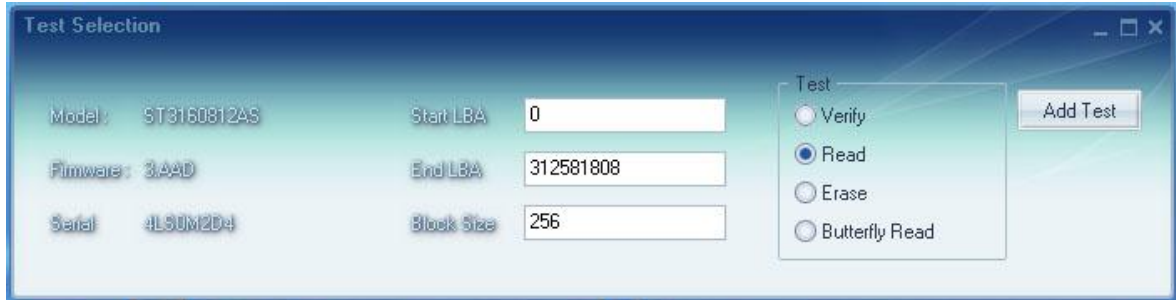 Test Selection
Model : ST3160812AS
Firmware : 3.AAD
Serial 4LS0M2D4
Start LBA 0
End LBA 312581808
Block Size 256
Test
Verify
Read
Erase
Butterfly Read
Add Test